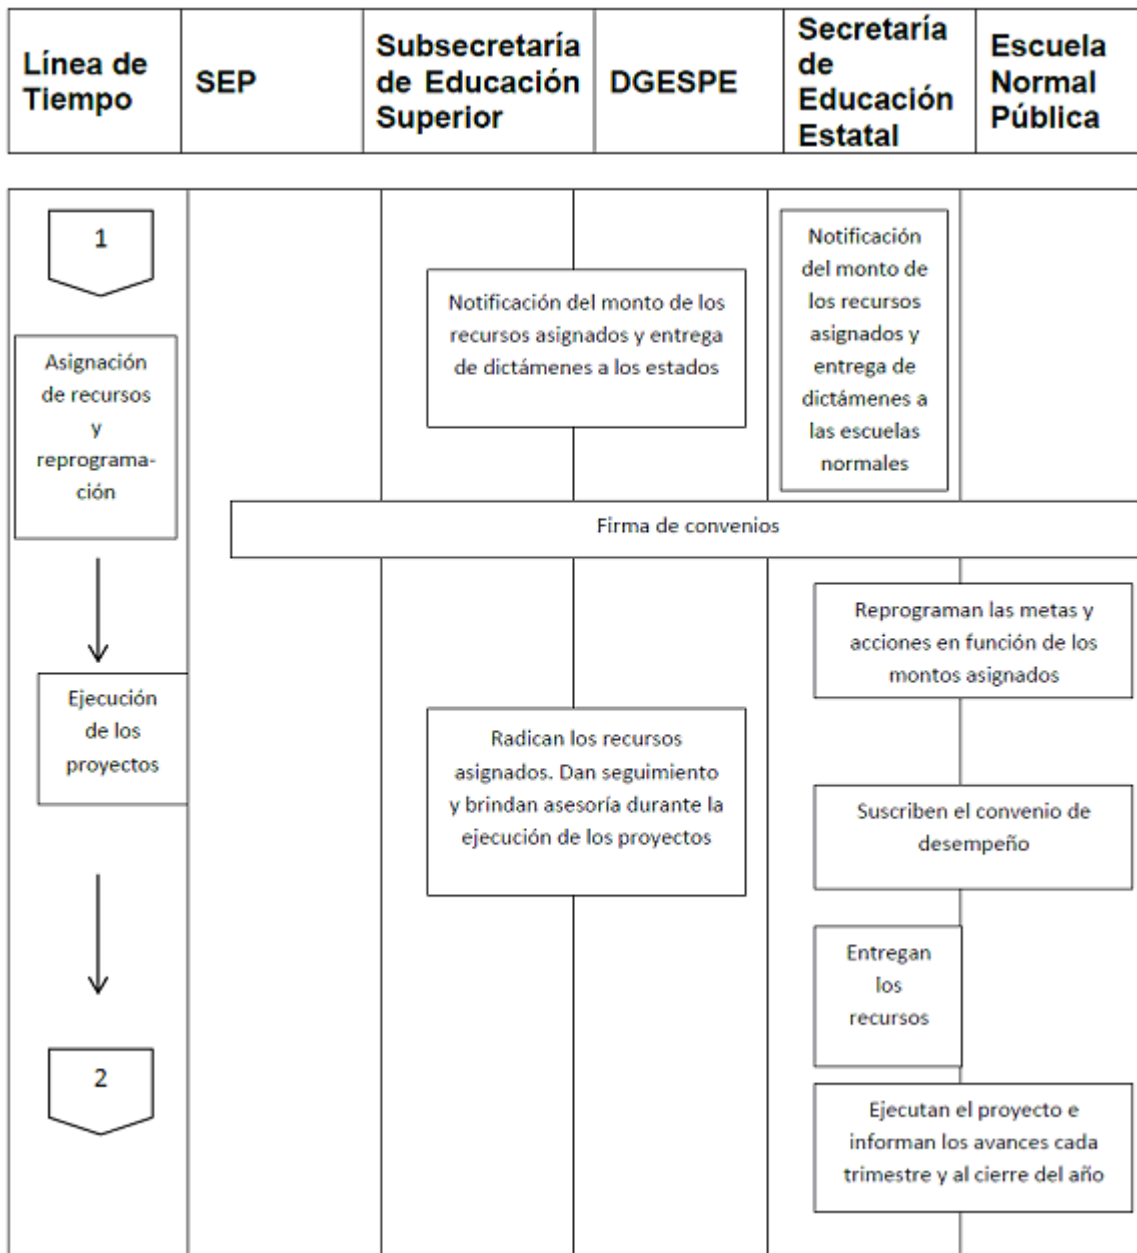 Línea de
Tiempo
SEP
Subsecretaría
de Educación
Superior
DGESPE
Secretaría
de
Educación
Estatal
Escuela
Normal
Pública
1
Asignación
de recursos
y
reprograma-
ción
Notificación del monto de los
recursos asignados y entrega
de dictámenes a los estados
Notificación
del monto de
los recursos
asignados y
entrega de
dictámenes a
las escuelas
normales
Firma de convenios
Reprograman las metas y
acciones en función de los
montos asignados
Ejecución
de los
proyectos
Radican los recursos
asignados. Dan seguimiento
y brindan asesoría durante la
ejecución de los proyectos
Suscriben el convenio de
desempeño
Entregan
los
recursos
2
Ejecutan el proyecto e
informan los avances cada
trimestre y al cierre del año